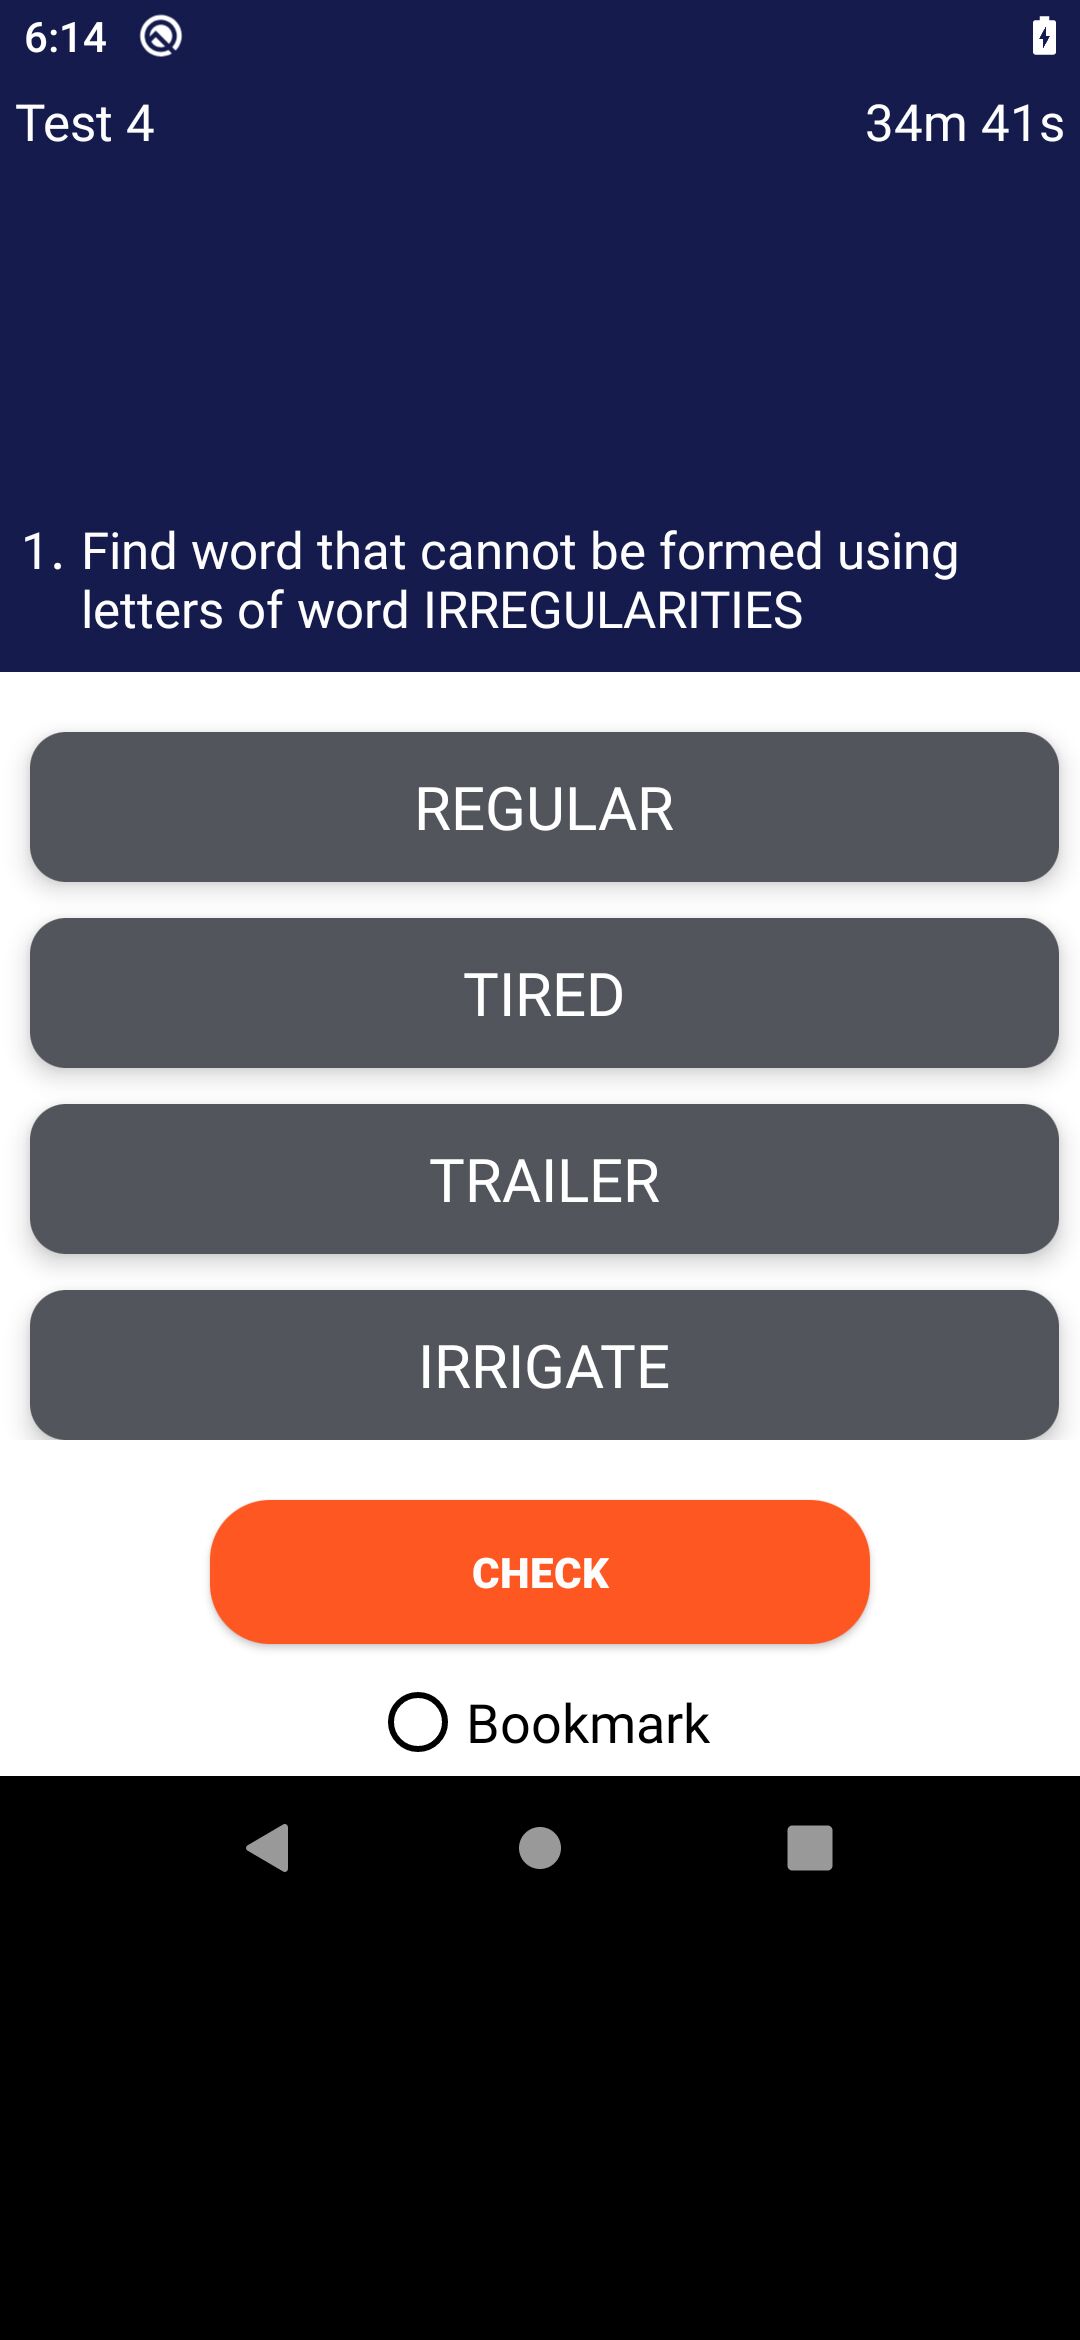 6:14
Test 4
34m 41s
1. Find word that cannot be formed using
letters of word IRREGULARITIES
REGULAR
TIRED
TRAILER
IRRIGATE
CHECK
Bookmark